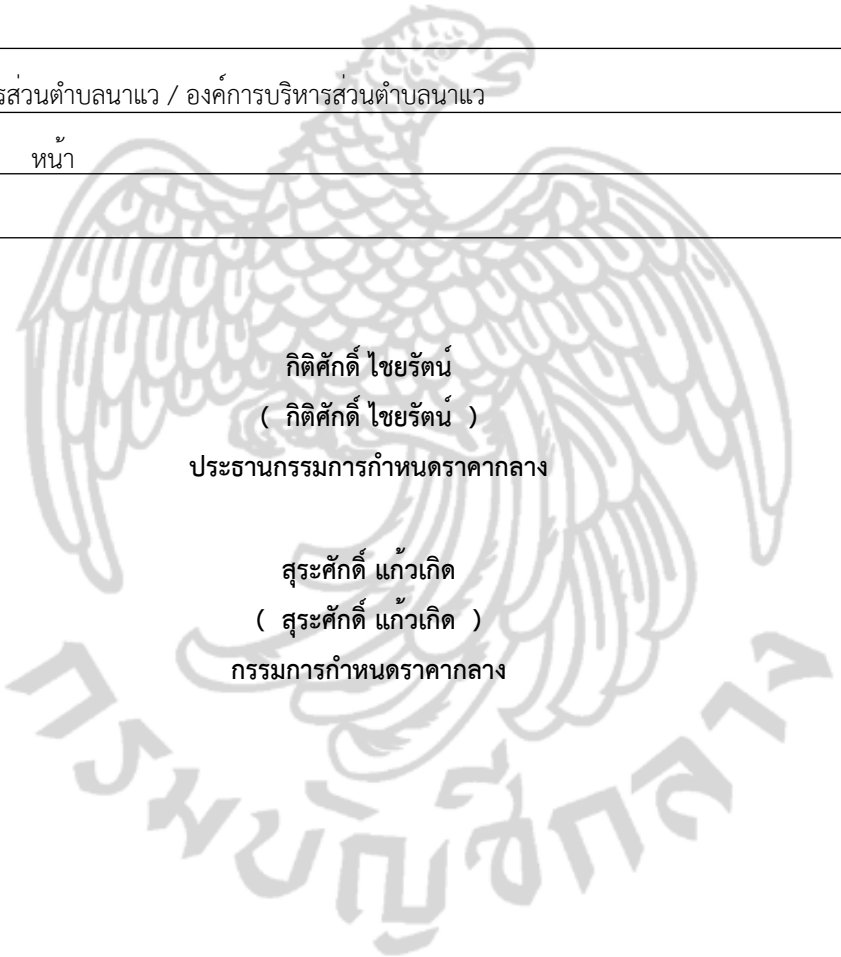 รส่วนตำบลนาแว / องค์การบริหารส่วนตำบลนาแว
หน้า
กิติศักดิ์ ไชยรัตน์
( กิติศักดิ์ ไชยรัตน์ )
ประธานกรรมการกำหนดราคากลาง
สุระศักดิ์ แก้วเกิด
( สุระศักดิ์ แก้วเกิด )
กรรมการกำหนดราคากลาง
กรมบัญชีกลาง